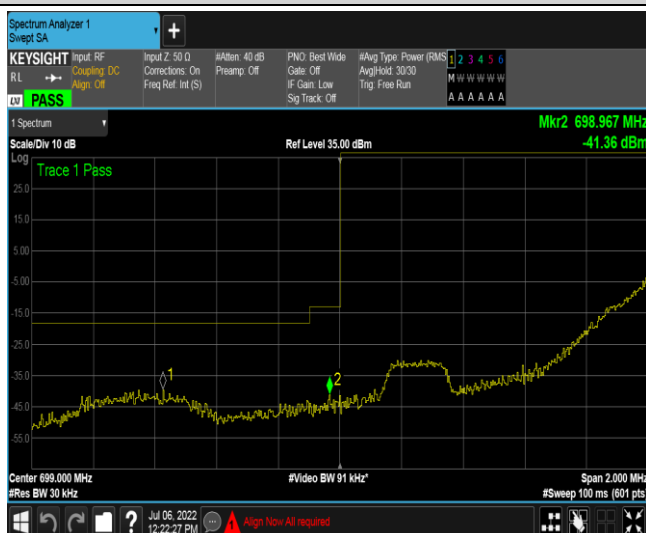 Spectrum Analyzer 1
Swept SA
+
KEYSIGHT
RL
LXI PASS
Input: RF
Coupling: DC
Align: Off
Input Z: 50 Ω
Corrections: On
Freq Ref: Int (S)
#Atten: 40 dB
Preamp: Off
PNO: Best Wide
Gate: Off
IF Gain: Low
Sig Track: Off
#Avg Type: Power (RMS
Avg|Hold: 30/30
Trig: Free Run
1 2 3 4 5 6
M W W W W W
A A A A A A
1 Spectrum
Mkr2 698.967 MHz
Scale/Div 10 dB
Ref Level 35.00 dBm
-41.36 dBm
Log
Trace 1 Pass
25.0
15.0
5.00
-5.00
-15.0
-25.0
-35.0
-45.0
-55.0
1
2
Center 699.000 MHz
#Video BW 91 kHz*
Span 2.000 MHz
#Res BW 30 kHz
#Sweep 100 ms (601 pts)
?
Jul 06, 2022
12:22:27 PM
1
Align Now All required